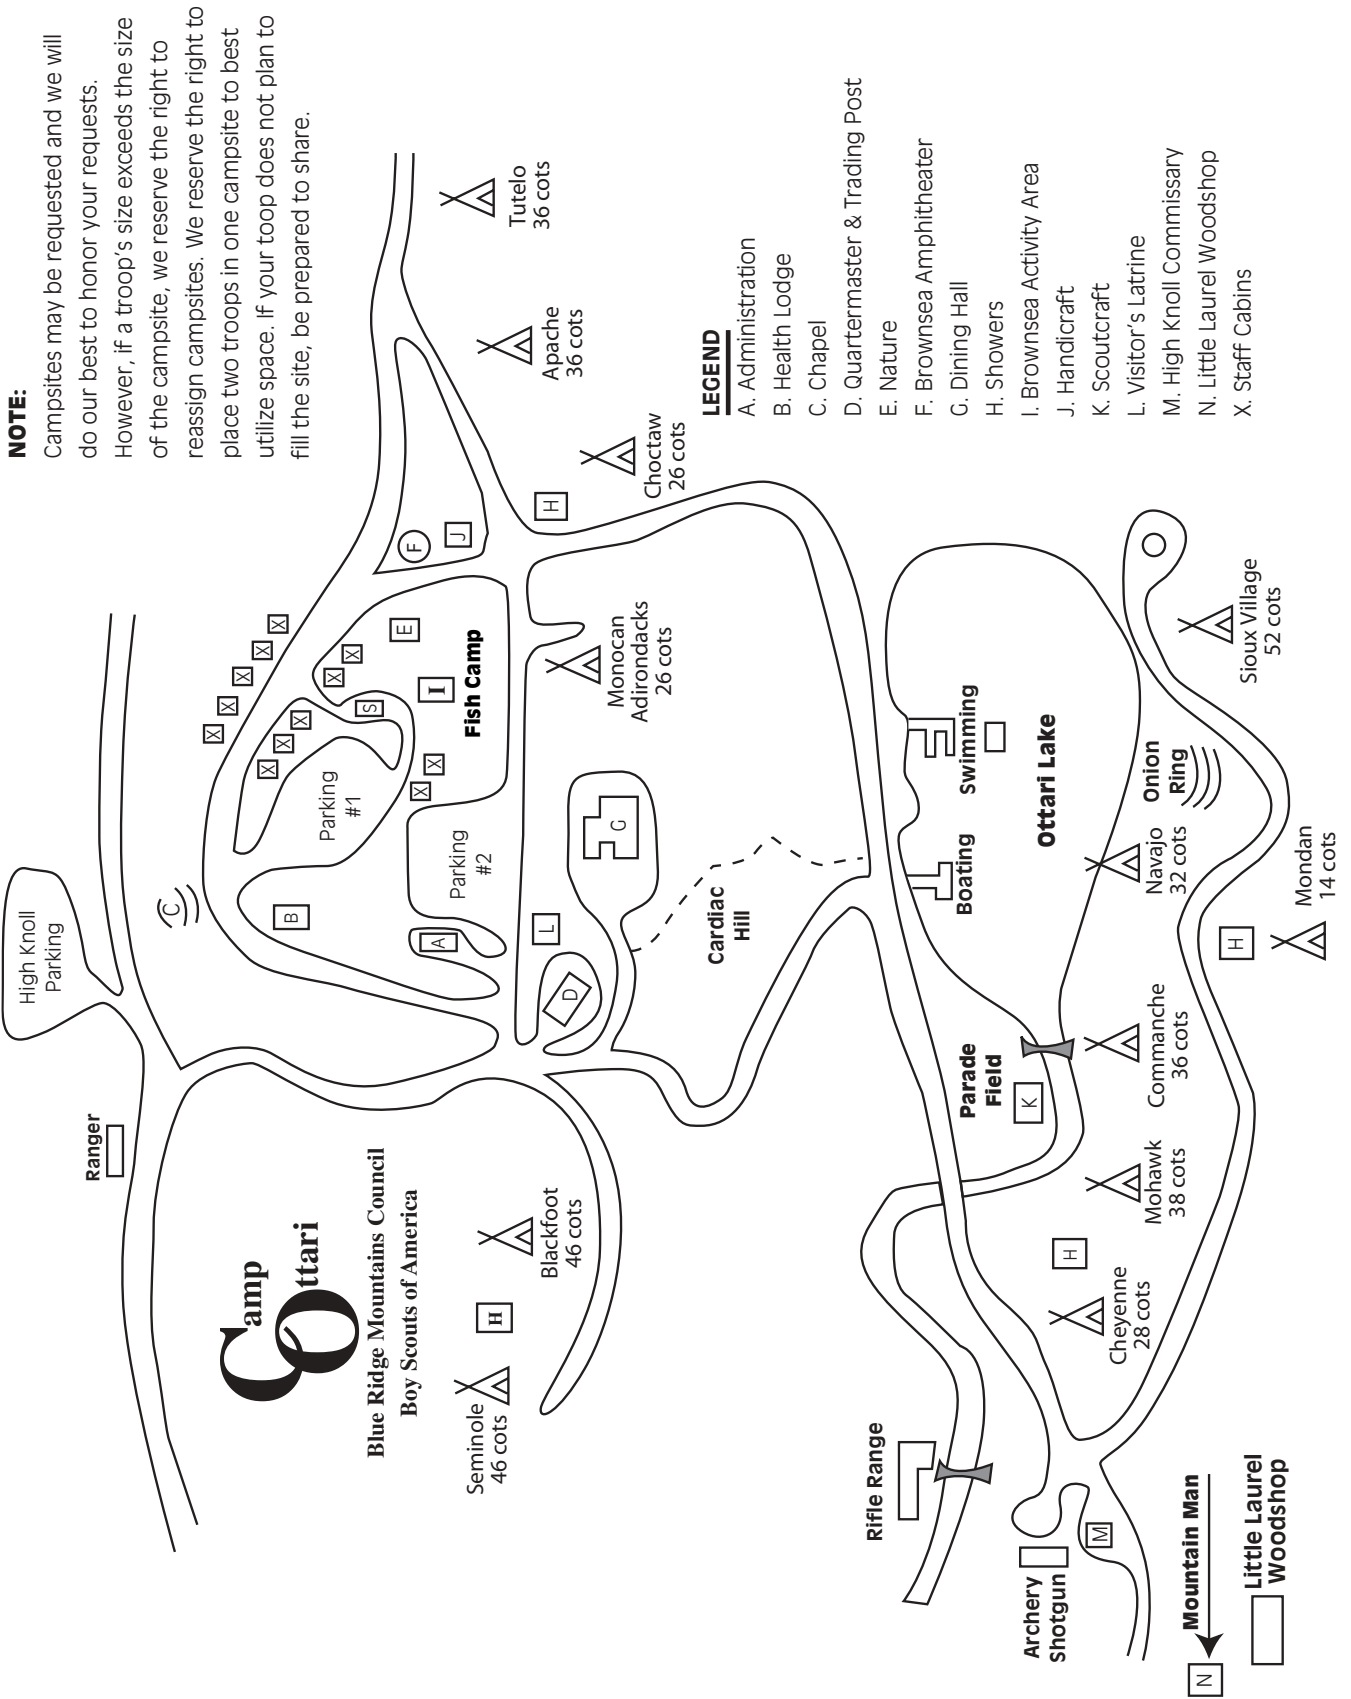 NOTE:
Campsites may be requested and we will
do our best to honor your requests.
However, if a troop's size exceeds the size
of the campsite, we reserve the right to
reassign campsites. We reserve the right to
place two troops in one campsite to best
utilize space. If your toop does not plan to
fill the site, be prepared to share.
High Knoll
Parking
Ranger
Camp
Ottari
Blue Ridge Mountains Council
Boy Scouts of America
C
X
X
X
X
X
X
X
X
X
X
S
B
Parking
#1
E
I
Fish Camp
X
X
F
J
A
Parking
#2
Tutelo
36 cots
Apache
36 cots
Choctaw
26 cots
H
Seminole
46 cots
H
Blackfoot
46 cots
D
L
G
Monocan
Adirondacks
26 cots
Cardiac
Hill
LEGEND
A. Administration
B. Health Lodge
C. Chapel
D. Quartermaster & Trading Post
E. Nature
F. Brownsea Amphitheater
G. Dining Hall
H. Showers
I. Brownsea Activity Area
J. Handicraft
K. Scoutcraft
L. Visitor's Latrine
M. High Knoll Commissary
N. Little Laurel Woodshop
X. Staff Cabins
Rifle Range
Parade
Field
K
Boating
Swimming
Ottari Lake
Archery
Shotgun
M
H
Cheyenne
28 cots
Mohawk
38 cots
Commanche
36 cots
Navajo
32 cots
Onion
Ring
Sioux Village
52 cots
H
Mondan
14 cots
Mountain Man
N
Little Laurel
Woodshop